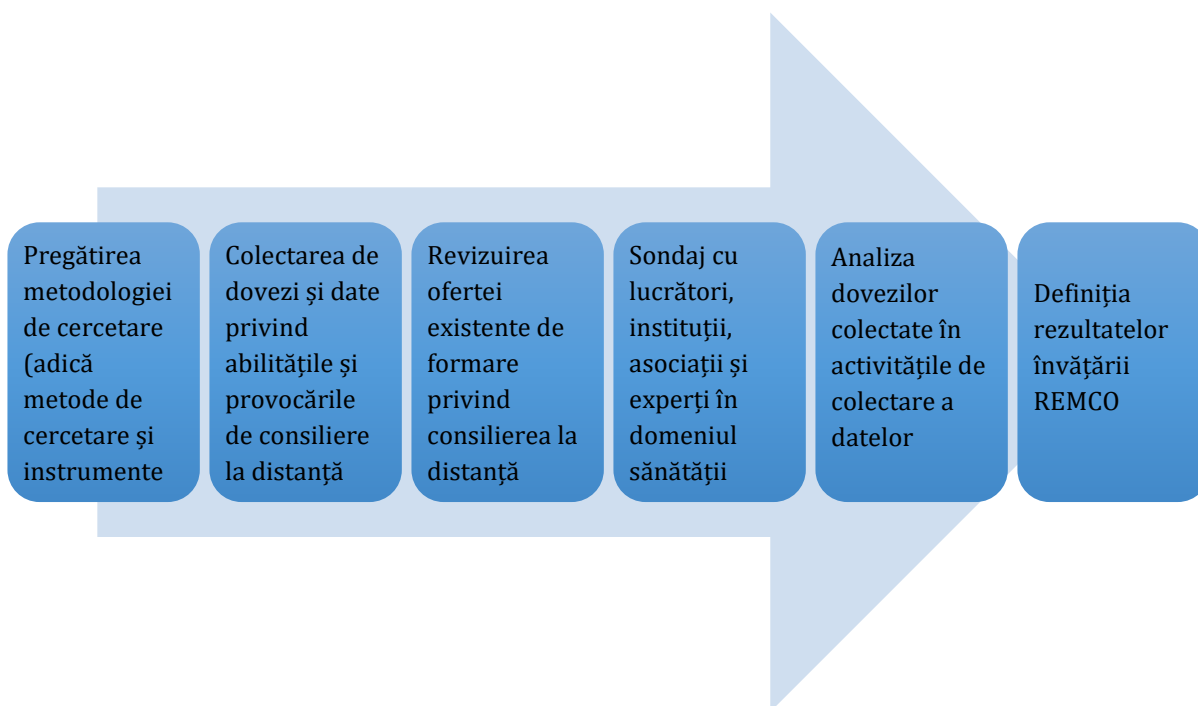 Pregătirea
metodologiei
de cercetare
(adică
metode de
cercetare și
instrumente
Colectarea de
dovezi și date
privind
abilitățile și
provocările
de consiliere
la distanță
Revizuirea
ofertei
existente de
formare
privind
consilierea la
distanță
Sondaj cu
lucrători,
instituții,
asociații și
experți în
domeniul
sănătății
Analiza
dovezilor
colectate în
activitățile de
colectare a
datelor
Definiția
rezultatelor
învățării
REMCO